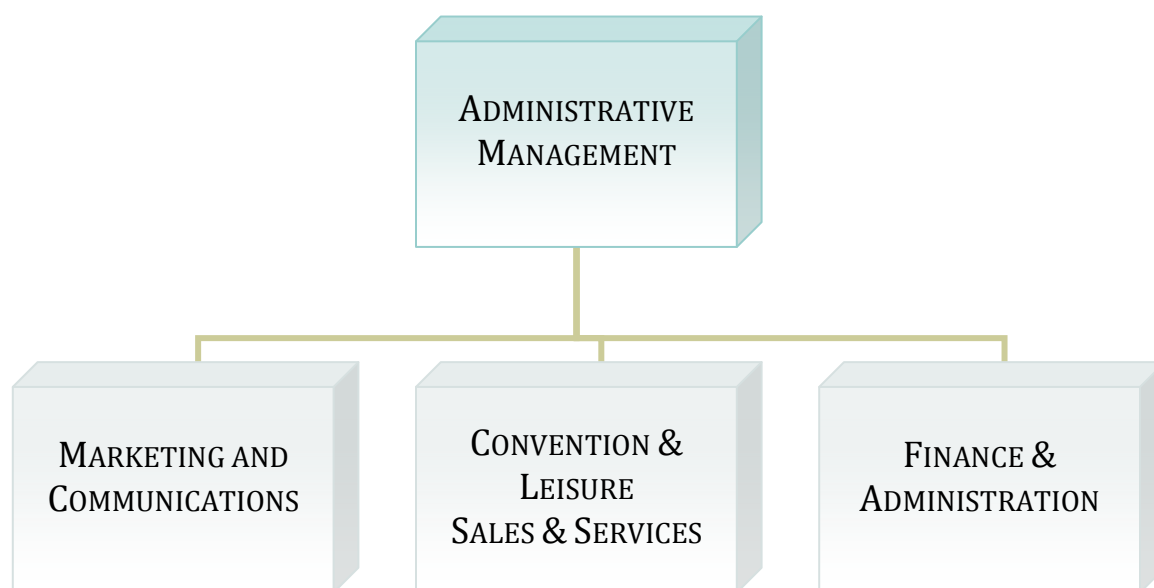 ADMINISTRATIVE
MANAGEMENT
MARKETING AND
COMMUNICATIONS
CONVENTION &
LEISURE
SALES & SERVICES
FINANCE &
ADMINISTRATION